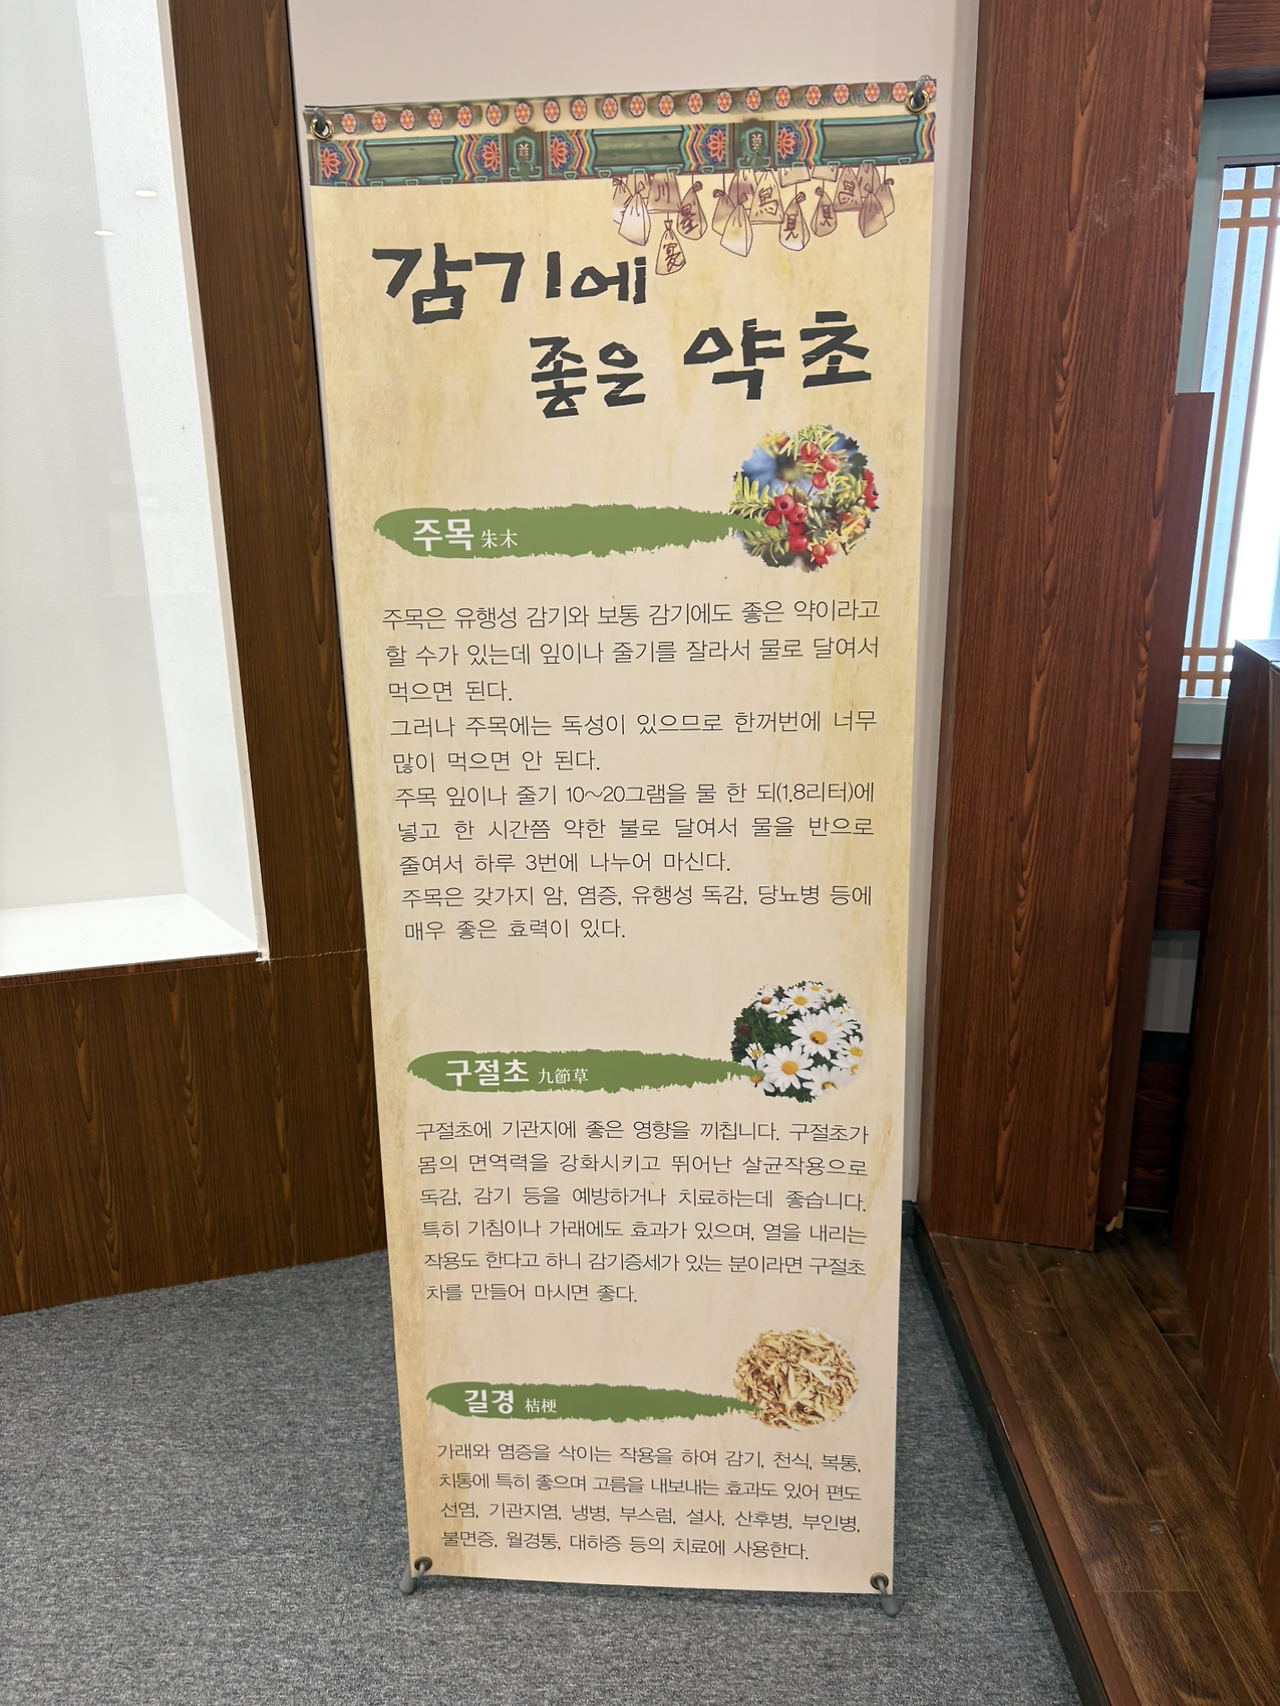 감기에
좋은 약초
주목 朱木
주목은 유행성 감기와 보통 감기에도 좋은 약이라고
할 수가 있는데 잎이나 줄기를 잘라서 물로 달여서
먹으면 된다.
그러나 주목에는 독성이 있으므로 한꺼번에 너무
많이 먹으면 안 된다.
주목 잎이나 줄기 10~20그램을 물 한 되(1.8리터)에
넣고 한 시간쯤 약한 불로 달여서 물을 반으로
줄여서 하루 3번에 나누어 마신다.
주목은 갖가지 암, 염증, 유행성 독감, 당뇨병 등에
매우 좋은 효력이 있다.
구절초 九節草
구절초에 기관지에 좋은 영향을 끼칩니다. 구절초가
몸의 면역력을 강화시키고 뛰어난 살균작용으로
독감, 감기 등을 예방하거나 치료하는데 좋습니다.
특히 기침이나 가래에도 효과가 있으며, 열을 내리는
작용도 한다고 하니 감기증세가 있는 분이라면 구절초
차를 만들어 마시면 좋다.
길경 桔梗
가래와 염증을 삭이는 작용을 하여 감기, 천식, 복통,
치통에 특히 좋으며 고름을 내보내는 효과도 있어 편도
선염, 기관지염, 냉병, 부스럼, 설사, 산후병, 부인병,
불면증, 월경통, 대하증 등의 치료에 사용한다.